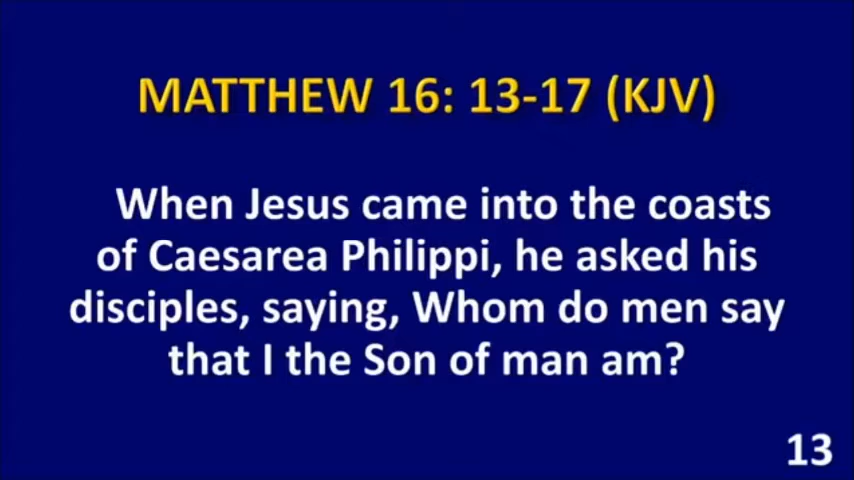 MATTHEW 16: 13-17 (KJV)
When Jesus came into the coasts
of Caesarea Philippi, he asked his
disciples, saying, Whom do men say
that I the Son of man am?
13